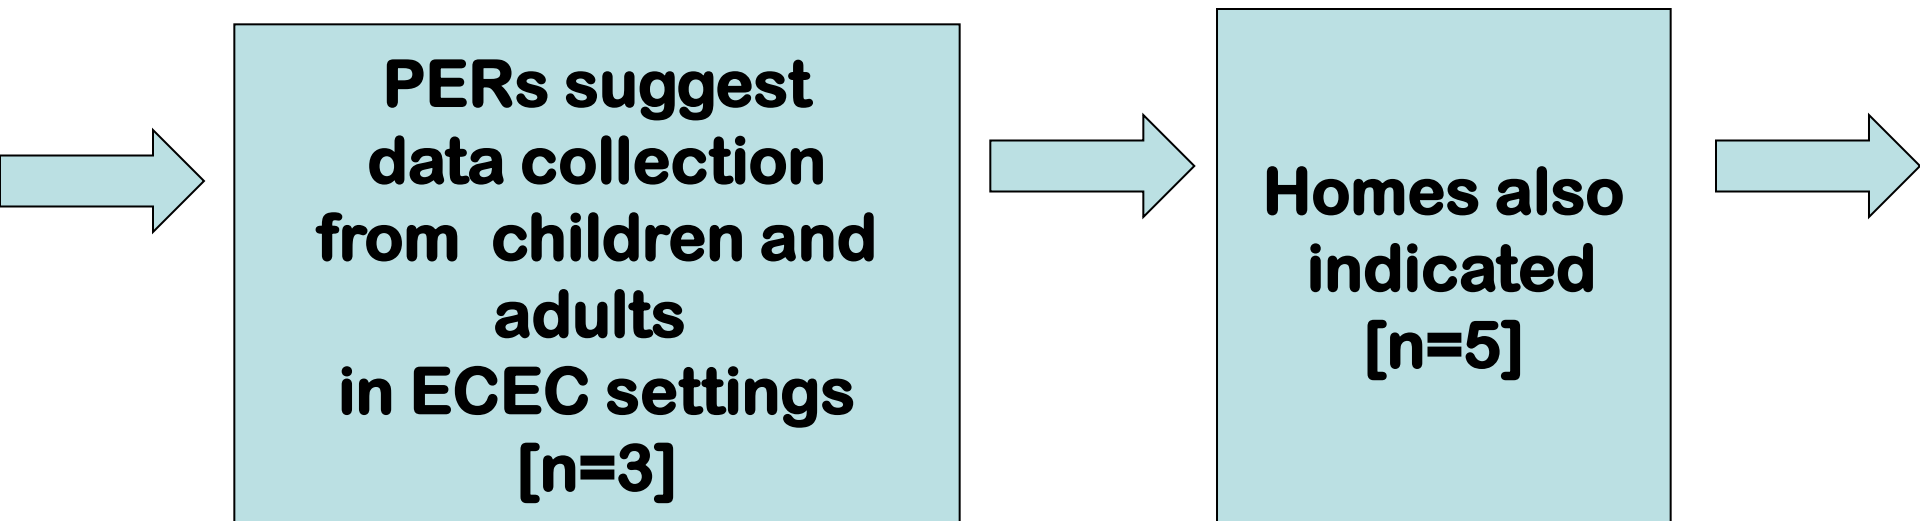 PERs suggest
data collection
from children and
adults
in ECEC settings
[n=3]
Homes also
indicated
[n=5]